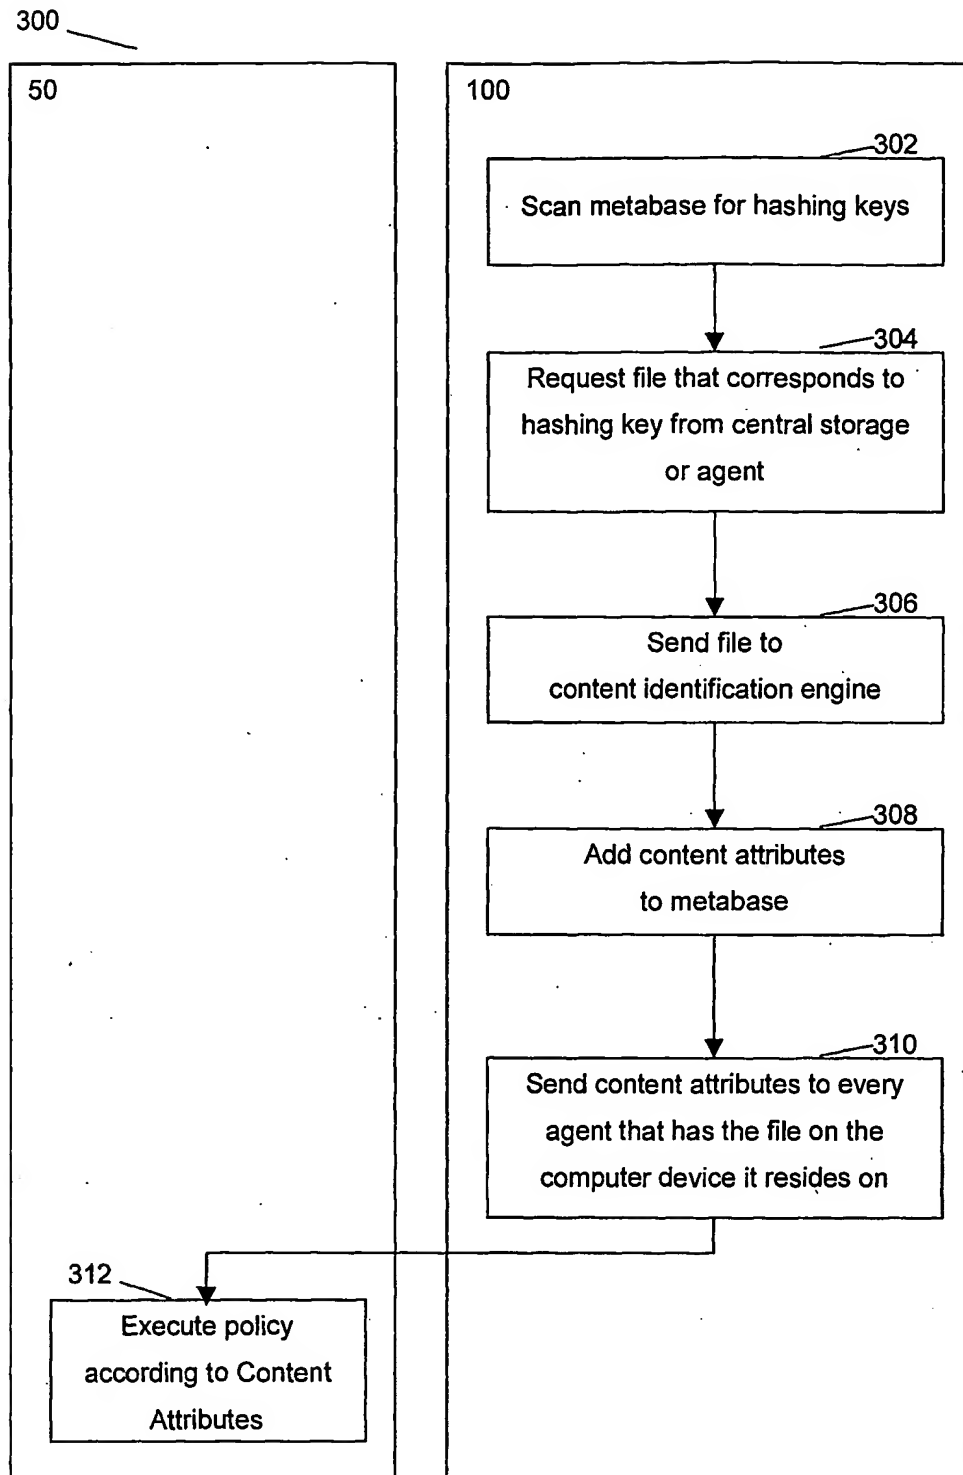 300
50
100
302
Scan metabase for hashing keys
304
Request file that corresponds to
hashing key from central storage
or agent
306
Send file to
content identification engine
308
Add content attributes
to metabase
310
Send content attributes to every
agent that has the file on the
computer device it resides on
312
Execute policy
according to Content
Attributes